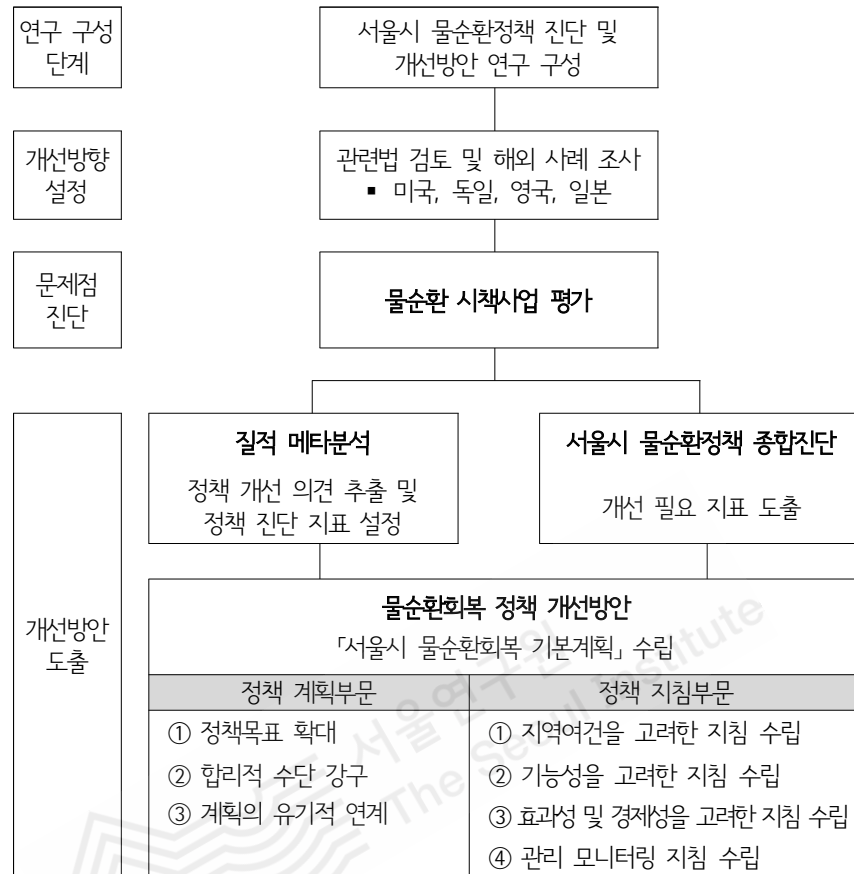 연구 구성
단계
서울시 물순환정책 진단 및
개선방안 연구 구성
개선방향
설정
관련법 검토 및 해외 사례 조사
▪ 미국, 독일, 영국, 일본
문제점
진단
물순환 시책사업 평가
질적 메타분석
정책 개선 의견 추출 및
정책 진단 지표 설정
서울시 물순환정책 종합진단
개선 필요 지표 도출
개선방안
도출
물순환회복 정책 개선방안
「서울시 물순환회복 기본계획」 수립
정책 계획부문
① 정책목표 확대
② 합리적 수단 강구
③ 계획의 유기적 연계
정책 지침부문
① 지역여건을 고려한 지침 수립
② 기능성을 고려한 지침 수립
③ 효과성 및 경제성을 고려한 지침 수립
④ 관리 모니터링 지침 수립
서울연구원
The Seoul Institute